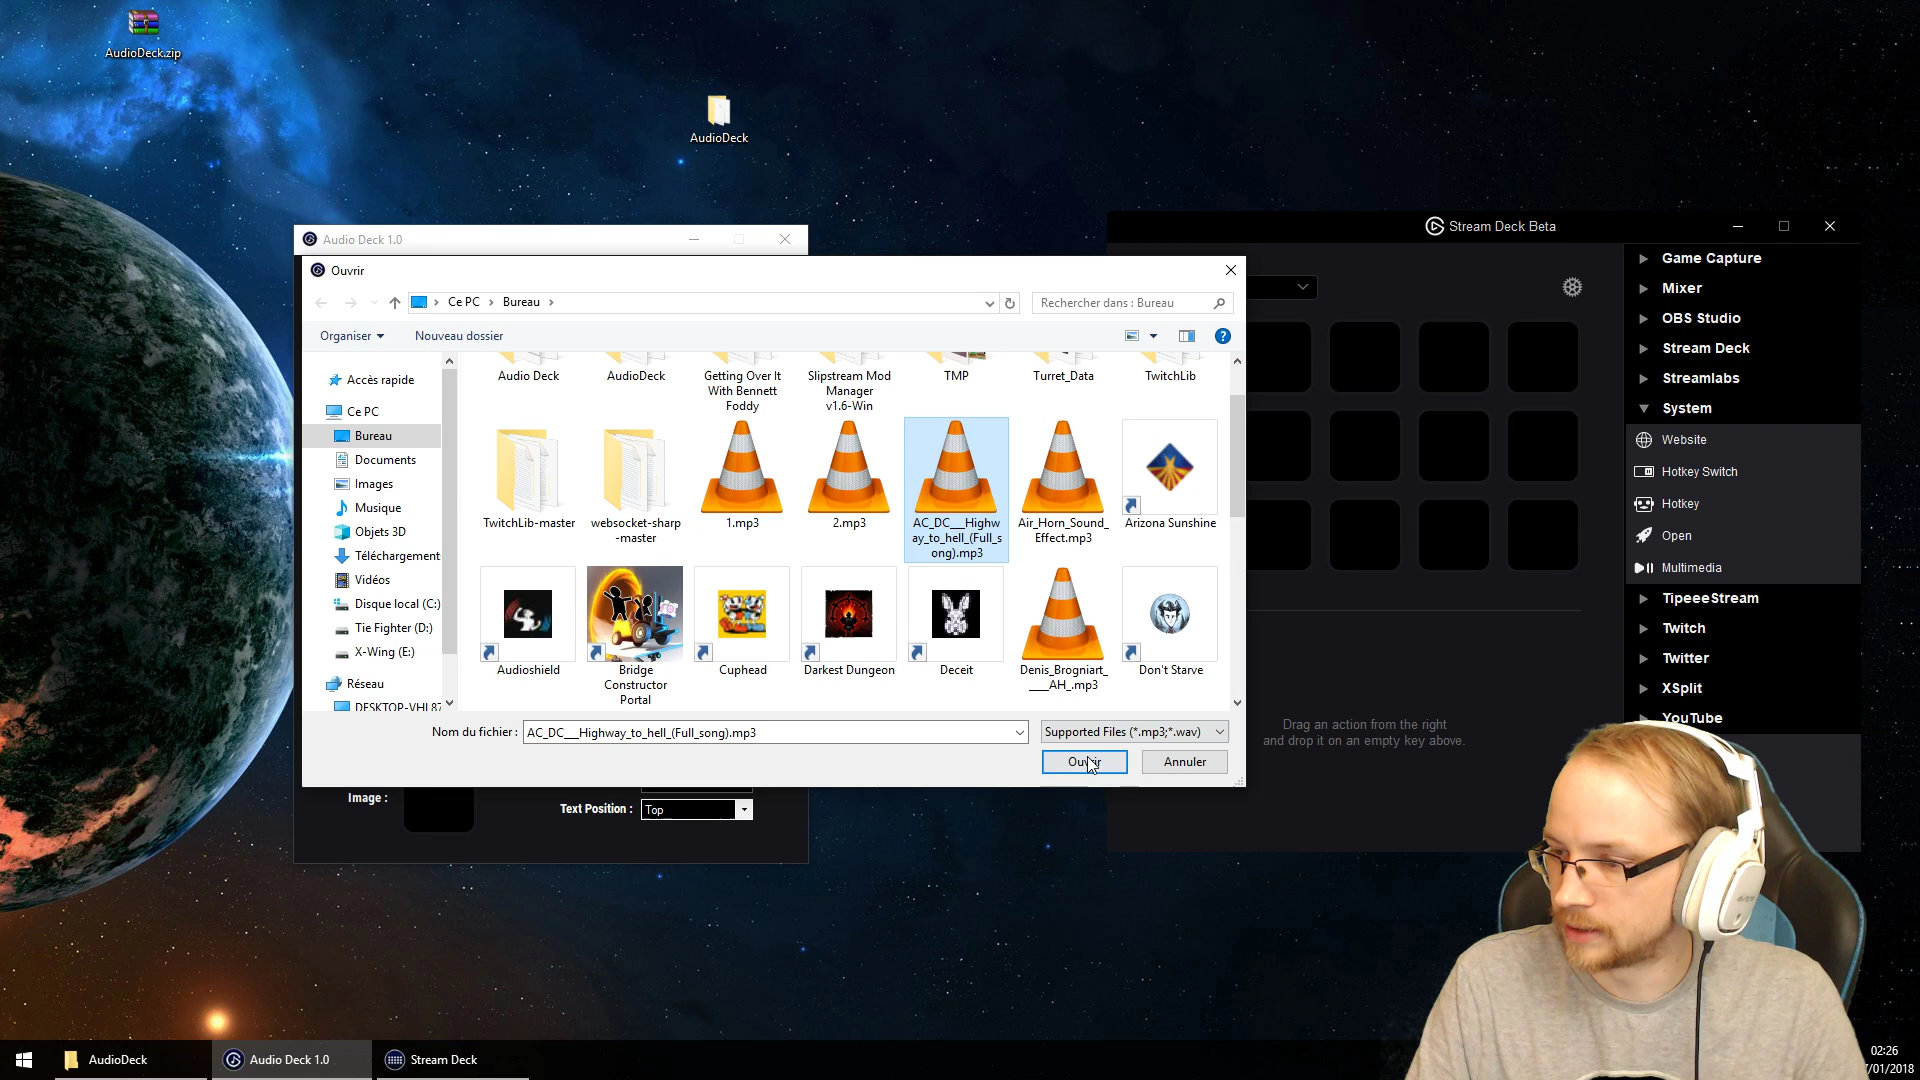 AudioDeck.zip
AudioDeck
Audio Deck 1.0
Stream Deck Beta
Ouvrir
Ce PC
Bureau
Rechercher dans : Bureau
Organiser
Nouveau dossier
Accès rapide
Ce PC
Bureau
Documents
Images
Musique
Objets 3D
Téléchargement
Vidéos
Disque local (C:)
Tie Fighter (D:)
X-Wing (E:)
Réseau
Audio Deck
AudioDeck
Getting Over It
With Bennett
Foddy
Slipstream Mod
Manager
v1.6-Win
TMP
Turret_Data
TwitchLib
TwitchLib-master
websocket-sharp
-master
1.mp3
2.mp3
AC_DC___Highw
ay_to_hell_(Full_s
ong).mp3
Air_Horn_Sound_
Effect.mp3
Arizona Sunshine
Audioshield
Bridge
Constructor
Portal
Cuphead
Darkest Dungeon
Deceit
Denis_Brogniart_
____AH_.mp3
Don't Starve
Nom du fichier :
AC_DC___Highway_to_hell_(Full_song).mp3
Supported Files (*.mp3;*.wav)
Ouvrir
Annuler
Image :
Text Position :
Top
Game Capture
Mixer
OBS Studio
Stream Deck
Streamlabs
System
Website
Hotkey Switch
Hotkey
Open
Multimedia
TipeeeStream
Twitch
Twitter
XSplit
YouTube
Drag an action from the right
and drop it on an empty key above.
AudioDeck
Audio Deck 1.0
Stream Deck
02:26
/01/2018